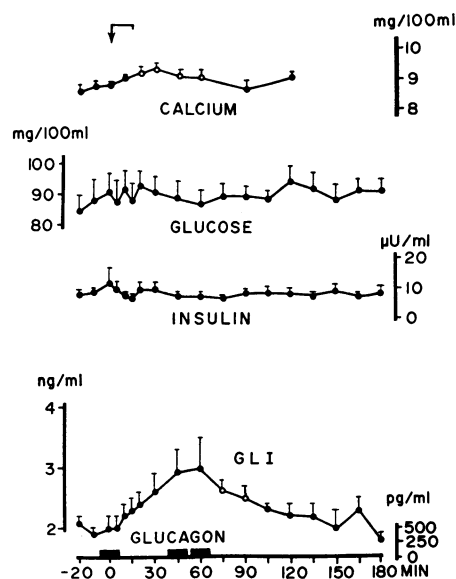 mg/100ml
10
9
8
CALCIUM
mg/100ml
100
90
80
GLUCOSE
μU/ml
20
10
0
INSULIN
ng/ml
4
3
2
GLI
pg/ml
500
250
0
GLUCAGON
-20 0 30 60 90 120 150 180 MIN